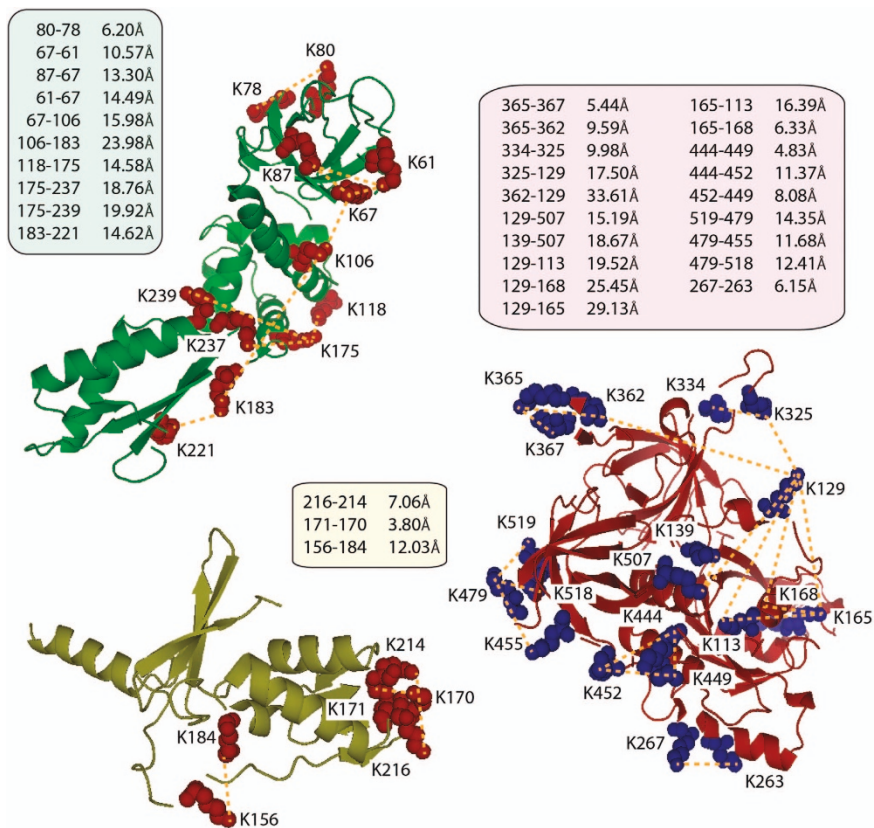 80-78 6.20Å
67-61 10.57Å
87-67 13.30Å
61-67 14.49Å
67-106 15.98Å
106-183 23.98Å
118-175 14.58Å
175-237 18.76Å
175-239 19.92Å
183-221 14.62Å
K80
K78
K87
K61
K67
K106
K239
K118
K237
K175
K183
K221
365-367 5.44Å 165-113 16.39Å
365-362 9.59Å 165-168 6.33Å
334-325 9.98Å 444-449 4.83Å
325-129 17.50Å 444-452 11.37Å
362-129 33.61Å 452-449 8.08Å
129-507 15.19Å 519-479 14.35Å
139-507 18.67Å 479-455 11.68Å
129-113 19.52Å 479-518 12.41Å
129-168 25.45Å 267-263 6.15Å
129-165 29.13Å
K365
K362
K334
K325
K367
K129
K519
K139
K507
K479
K518
K168
K444
K165
K455
K113
K449
K452
K267
K263
216-214 7.06Å
171-170 3.80Å
156-184 12.03Å
K214
K171
K170
K184
K216
K156